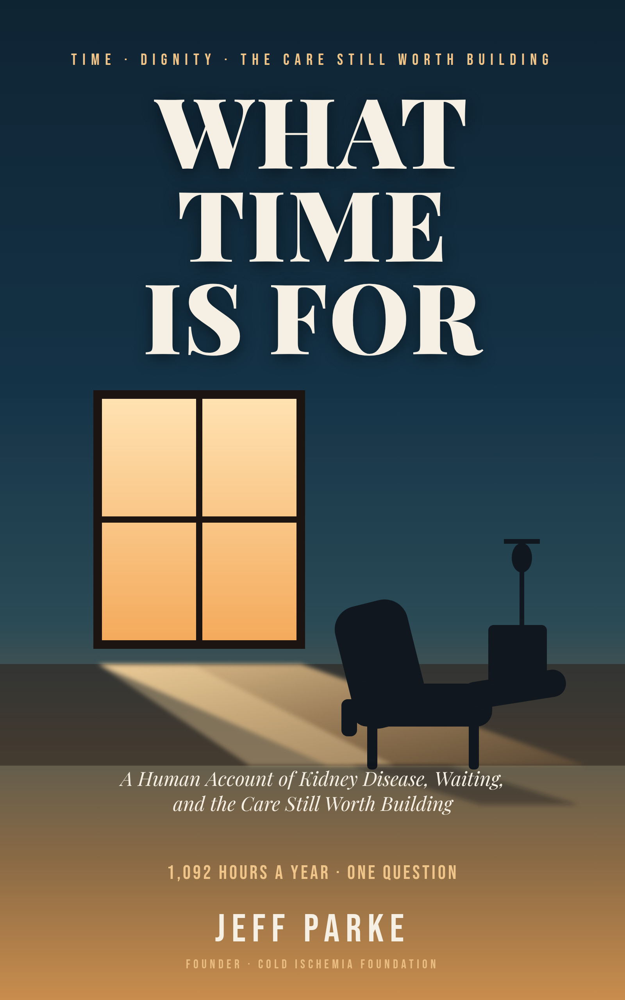 TIME · DIGNITY · THE CARE STILL WORTH BUILDING
WHAT
TIME
IS FOR
A Human Account of Kidney Disease, Waiting,
and the Care Still Worth Building
1,092 HOURS A YEAR · ONE QUESTION
JEFF PARKE
FOUNDER · COLD ISCHEMIA FOUNDATION